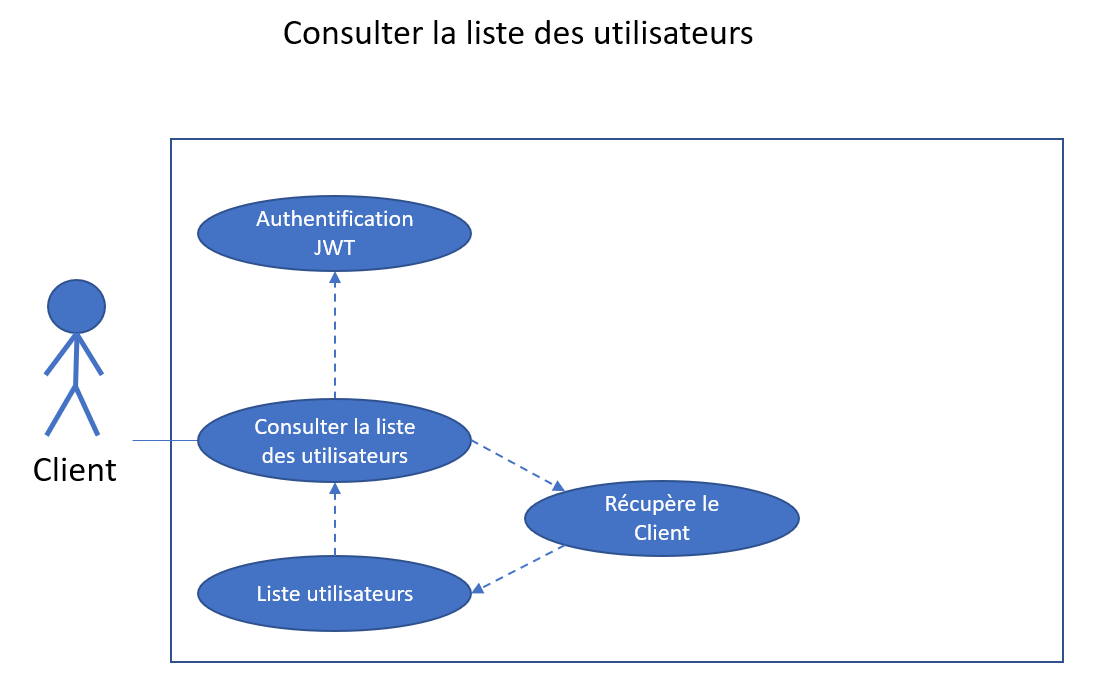 Consulter la liste des utilisateurs
Authentification
JWT
Consulter la liste
des utilisateurs
Client
Récupère le
Client
Liste utilisateurs